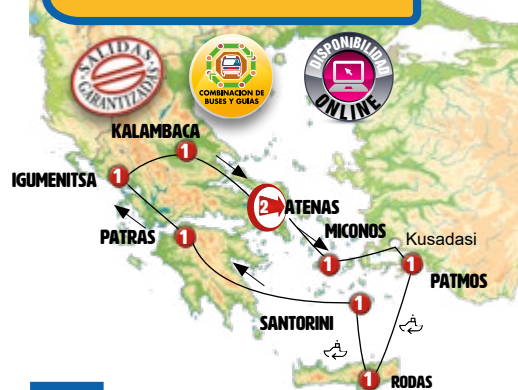 SALIDAS
GARANTIZADAS
COMBINACION DE
BUSES Y GUIAS
DISPONIBILIDAD
ONLINE
KALAMBACA
1
IGUMENITSA
1
2
ATENAS
PATRAS
1
MICONOS
1
Kusadasi
1
PATMOS
SANTORINI
1
1
RODAS